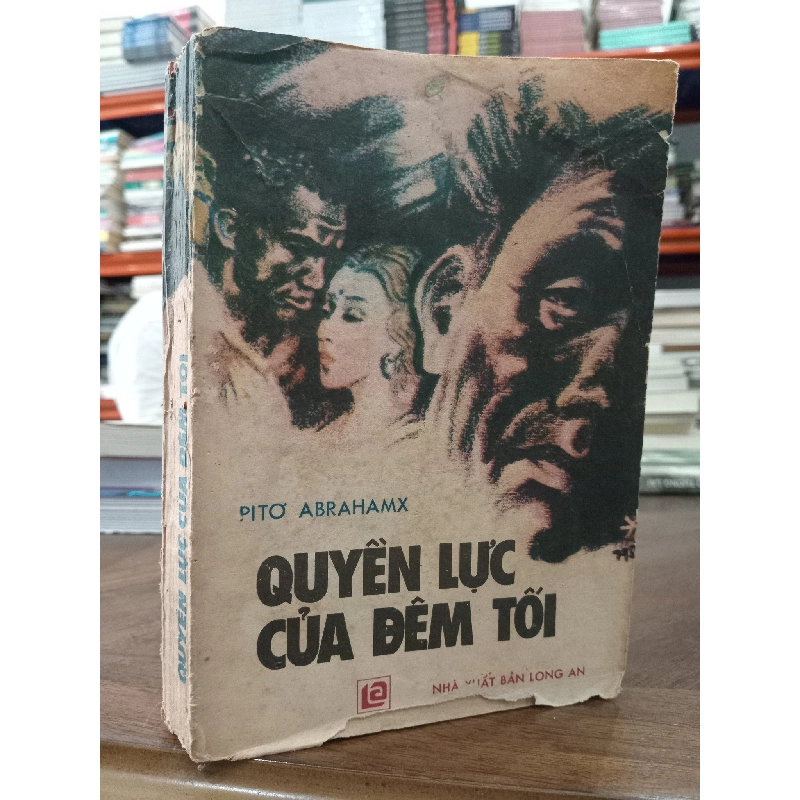 PITƠ ABRAHAMX
QUYỀN LỰC
CỦA ĐÊM TỐI
NHÀ XUẤT BẢN LONG AN
QUYỀN LỰC CỦA ĐÊM TỐI